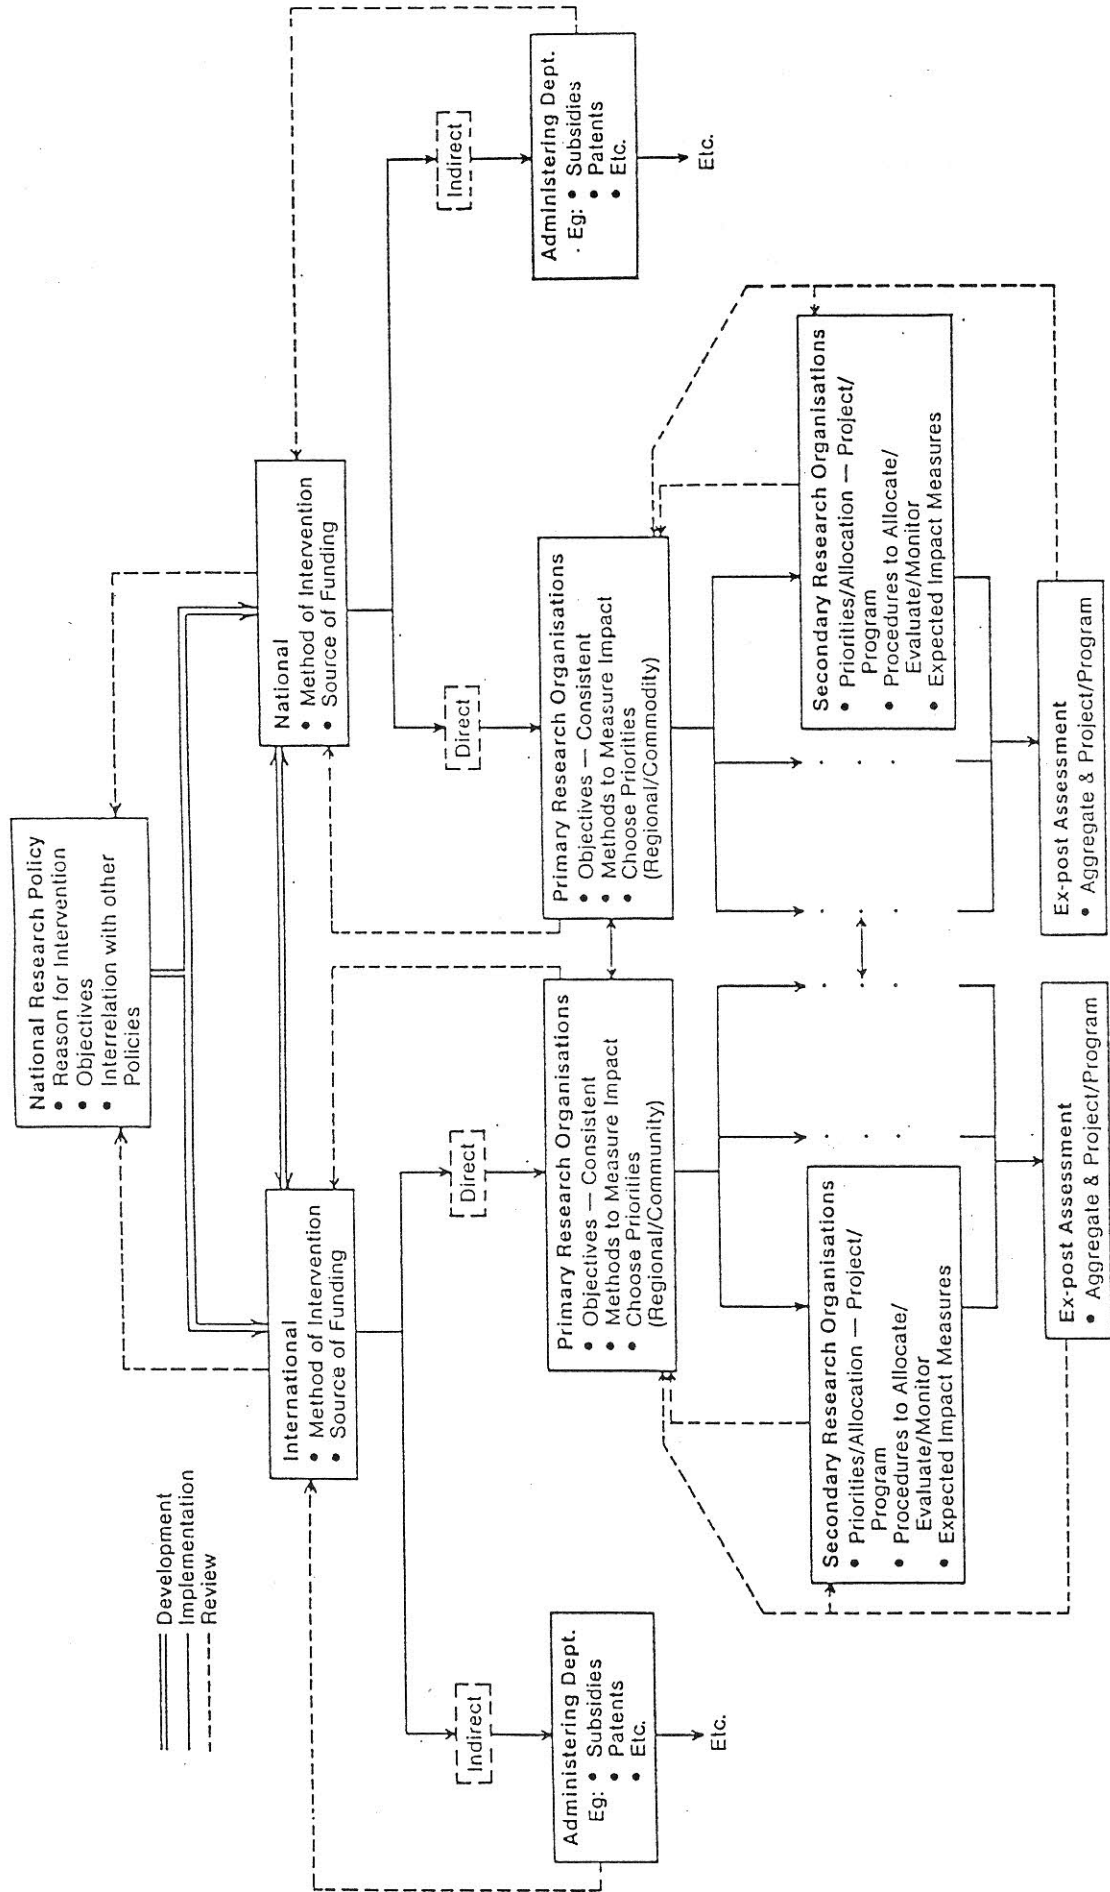 Development
Implementation
Review
National Research Policy
• Reason for Intervention
• Objectives
• Interrelation with other
Policies
International
• Method of Intervention
• Source of Funding
National
• Method of Intervention
• Source of Funding
Indirect
Direct
Direct
Indirect
Administering Dept.
Eg: • Subsidies
• Patents
• Etc.
Etc.
Primary Research Organisations
• Objectives — Consistent
• Methods to Measure Impact
• Choose Priorities
(Regional/Community)
Primary Research Organisations
• Objectives — Consistent
• Methods to Measure Impact
• Choose Priorities
(Regional/Commodity)
Administering Dept.
Eg: • Subsidies
• Patents
• Etc.
Etc.
Secondary Research Organisations
• Priorities/Allocation — Project/
Program
• Procedures to Allocate/
Evaluate/Monitor
• Expected Impact Measures
Secondary Research Organisations
• Priorities/Allocation — Project/
Program
• Procedures to Allocate/
Evaluate/Monitor
• Expected Impact Measures
Ex-post Assessment
• Aggregate & Project/Program
Ex-post Assessment
• Aggregate & Project/Program